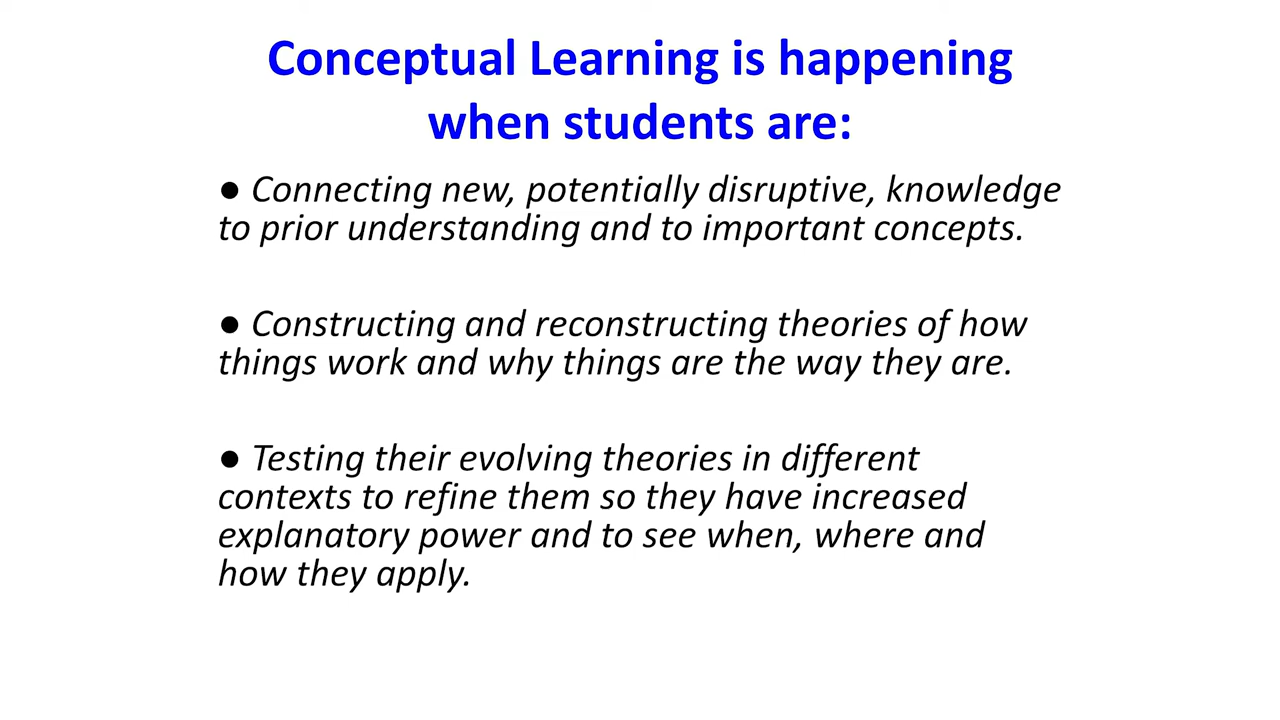 Conceptual Learning is happening
when students are:
● Connecting new, potentially disruptive, knowledge
to prior understanding and to important concepts.
● Constructing and reconstructing theories of how
things work and why things are the way they are.
● Testing their evolving theories in different
contexts to refine them so they have increased
explanatory power and to see when, where and
how they apply.